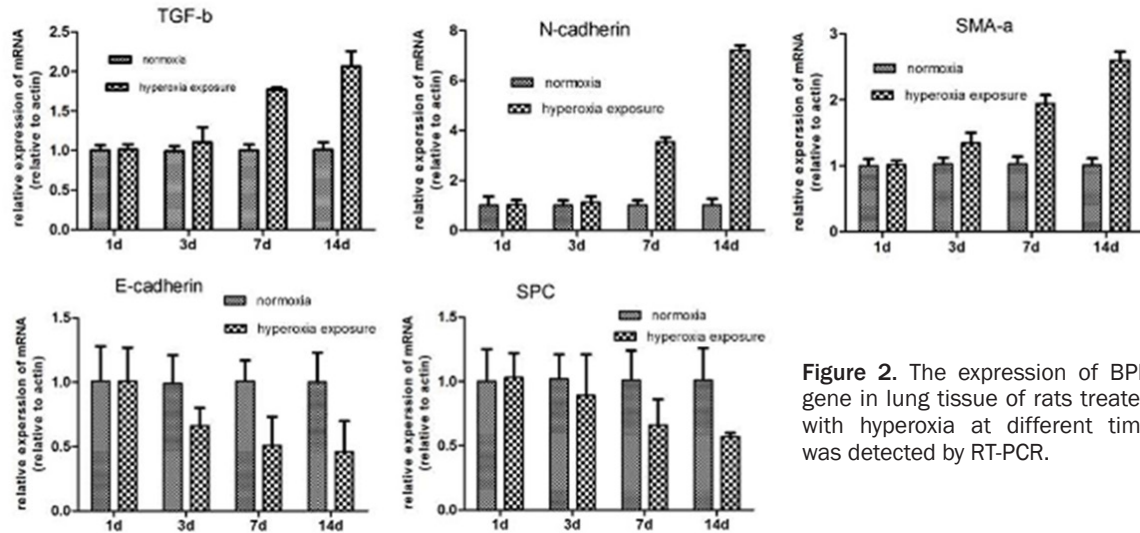 TGF-b
relative expression of mRNA
(relative to actin)
2.5
2.0
1.5
1.0
0.5
0.0
normoxia
hyperoxia exposure
1d 3d 7d 14d
N-cadherin
relative experssion of mRNA
(relative to actin)
8
6
4
2
0
normoxia
hyperoxia exposure
1d 3d 7d 14d
SMA-a
relative experssion of mRNA
(relative to actin)
3
2
1
0
normoxia
hyperoxia exposure
1d 3d 7d 14d
E-cadherin
relative experssion of mRNA
(relative to actin)
1.5
1.0
0.5
0.0
normoxia
hyperoxia exposure
1d 3d 7d 14d
SPC
relative experssion of mRNA
(relative to actin)
1.5
1.0
0.5
0.0
normoxia
hyperoxia exposure
1d 3d 7d 14d
Figure 2. The expression of
gene in lung tissue of rats
with hyperoxia at different
was detected by RT-PCR.